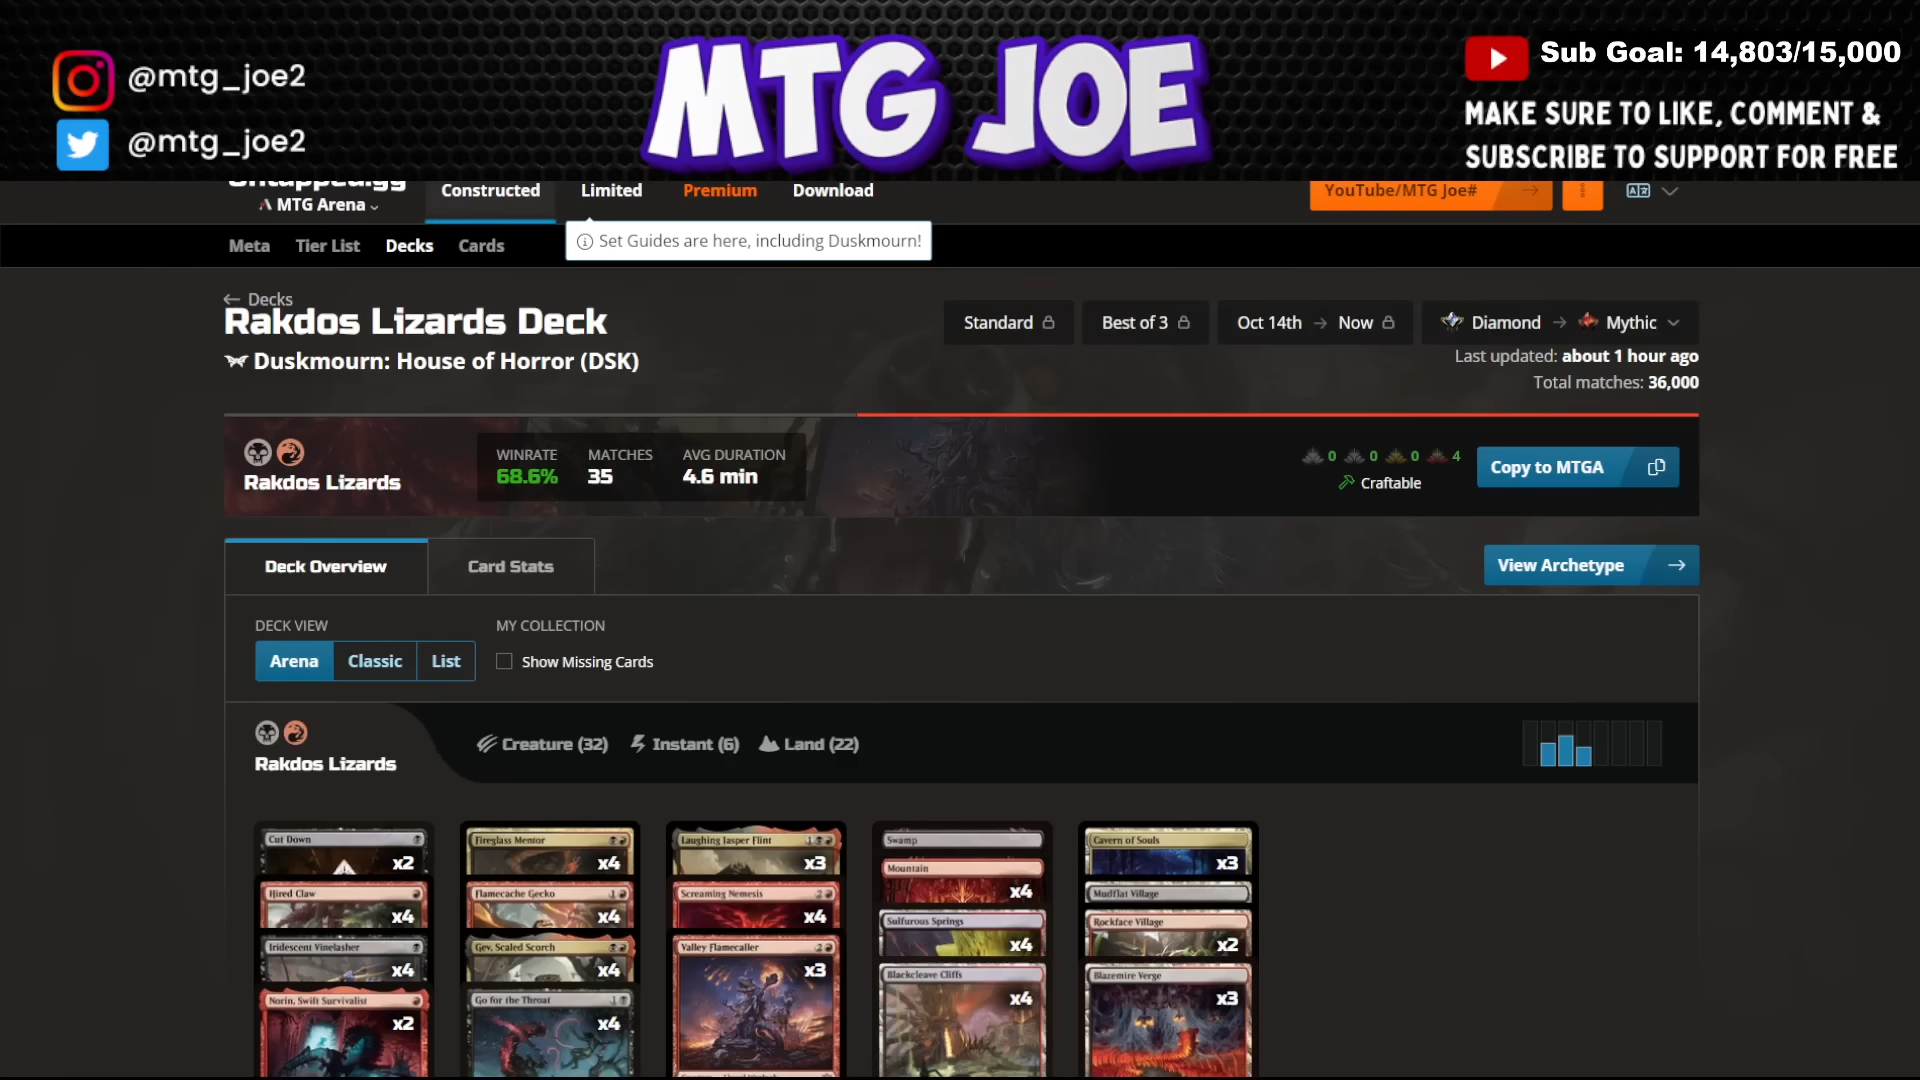 @mtg_joe2
@mtg_joe2
MTG JOE
Sub Goal: 14,803/15,000
MAKE SURE TO LIKE, COMMENT &
SUBSCRIBE TO SUPPORT FOR FREE
Untapped.gg
MTG Arena
Constructed
Limited
Premium
Download
YouTube/MTG Joe#
Meta
Tier List
Decks
Cards
Set Guides are here, including Duskmourn!
← Decks
Rakdos Lizards Deck
Duskmourn: House of Horror (DSK)
Standard
Best of 3
Oct 14th → Now
Diamond → Mythic
Last updated: about 1 hour ago
Total matches: 36,000
Rakdos Lizards
WINRATE
68.6%
MATCHES
35
AVG DURATION
4.6 min
0 0 0 4
Craftable
Copy to MTGA
Deck Overview
Card Stats
View Archetype →
DECK VIEW
Arena
Classic
List
MY COLLECTION
Show Missing Cards
Rakdos Lizards
Creature (32)
Instant (6)
Land (22)
Cut Down
x2
Hired Claw
x4
Iridescent Vinelasher
x4
Norin, Swift Survivalist
x2
Fireglass Mentor
x4
Flamecache Gecko
x4
Gev, Scaled Scorch
x4
Go for the Throat
x4
Laughing Jasper Flint
x3
Screaming Nemesis
x4
Valley Flamecaller
x3
Swamp
Mountain
x4
Sulfurous Springs
x4
Blackcleave Cliffs
x4
Cavern of Souls
x3
Mudflat Village
Rockface Village
x2
Blazemire Verge
x3